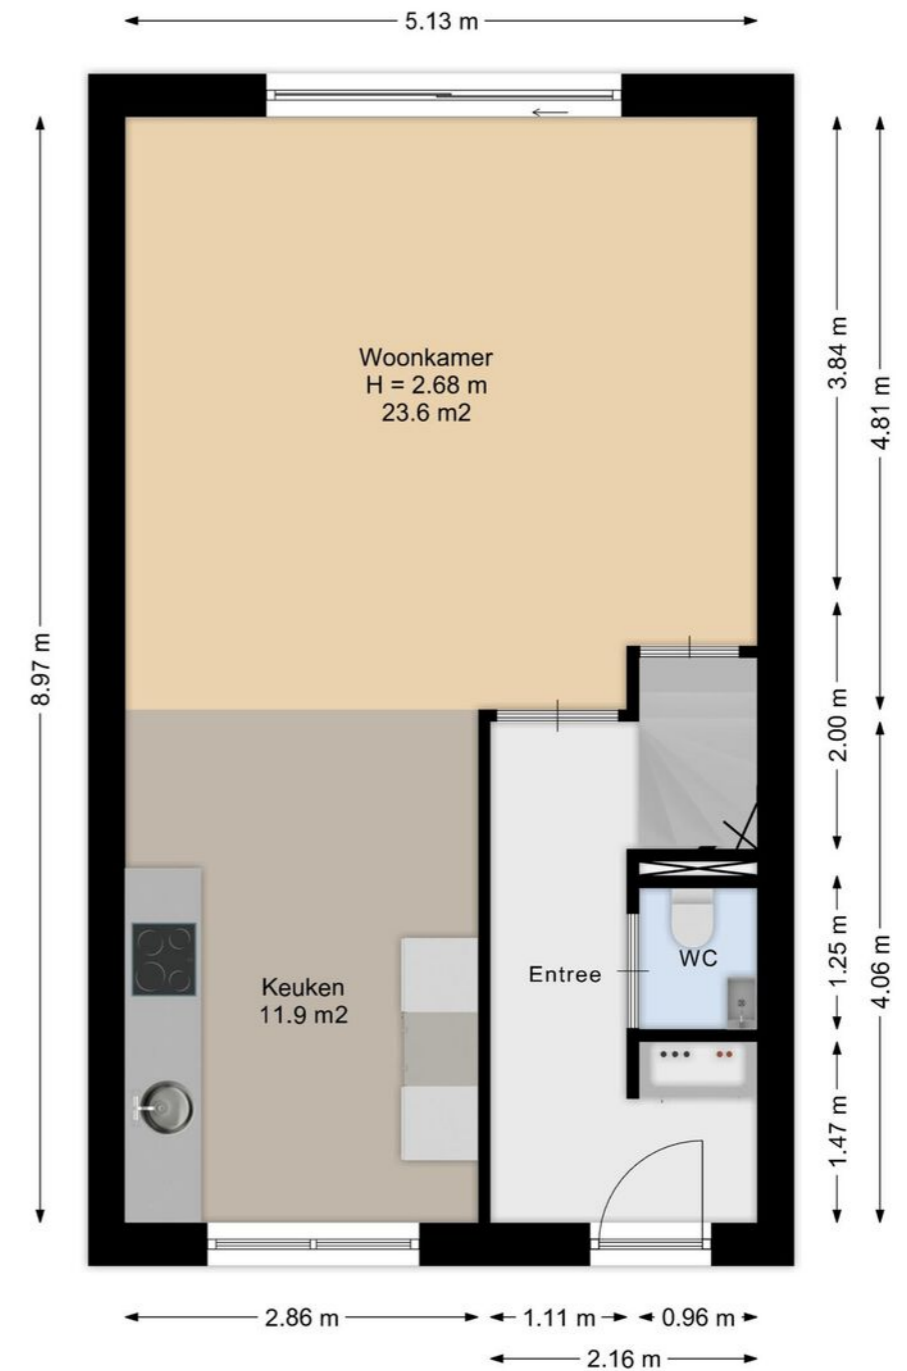 5.13 m
3.84 m
4.81 m
Woonkamer
H = 2.68 m
23.6 m2
8.97 m
2.00 m
1.25 m
4.06 m
WC
Entree
Keuken
11.9 m2
1.47 m
2.86 m
1.11 m
0.96 m
2.16 m